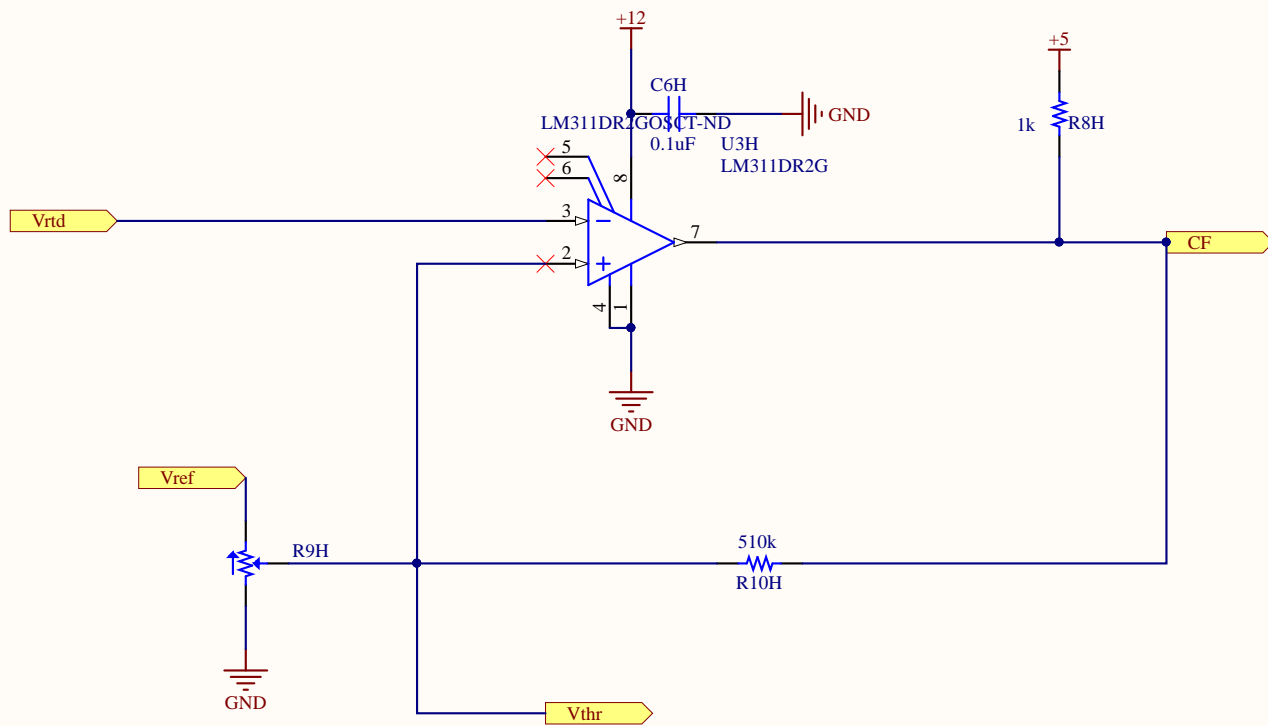 +12
+5
C6H
GND
LM311DR2GOSCT-ND
0.1uF
U3H
LM311DR2G
1k
R8H
5
6
8
3
Vrtd
7
CF
2
4
1
GND
Vref
R9H
510k
R10H
GND
Vthr